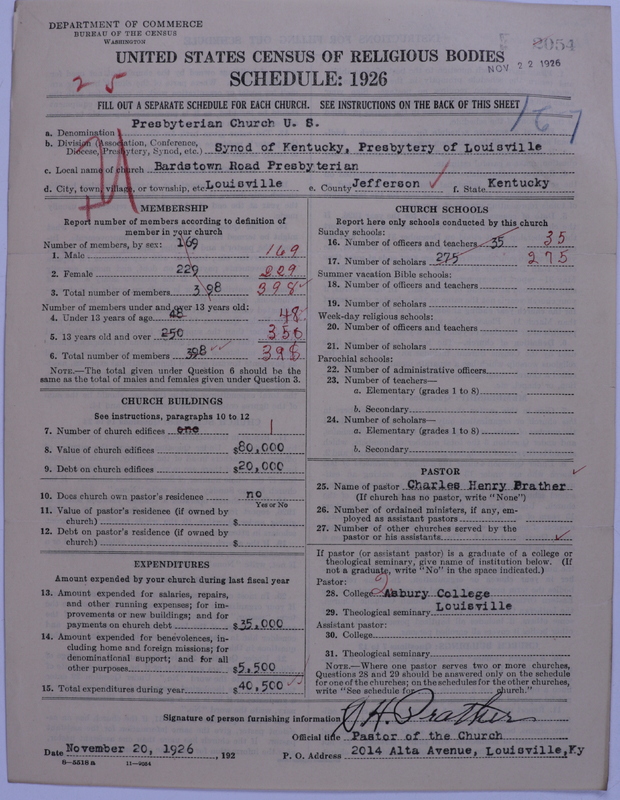 DEPARTMENT OF COMMERCE
BUREAU OF THE CENSUS
WASHINGTON
2054
UNITED STATES CENSUS OF RELIGIOUS BODIES
NOV 22 1926
SCHEDULE: 1926
25
FILL OUT A SEPARATE SCHEDULE FOR EACH CHURCH. SEE INSTRUCTIONS ON THE BACK OF THIS SHEET
167
a. Denomination Presbyterian Church U. S.
b. Division (Association, Conference, Diocese, Presbytery, Synod, etc.) Synod of Kentucky, Presbytery of Louisville
c. Local name of church Bardstown Road Presbyterian
d. City, town, village, or township, etc. Louisville e. County Jefferson f. State Kentucky
MEMBERSHIP
Report number of members according to definition of
member in your church
Number of members, by sex:
1. Male 169 169
2. Female 229 229
3. Total number of members 398 398
Number of members under and over 13 years old:
4. Under 13 years of age 48 48
5. 13 years old and over 250 350
6. Total number of members 398 398
NOTE.—The total given under Question 6 should be
same as the total of males and females given under Question 3.
CHURCH BUILDINGS
See instructions, paragraphs 10 to 12
7. Number of church edifices one 1
8. Value of church edifices $80,000
9. Debt on church edifices $20,000
10. Does church own pastor's residence no
Yes or No
11. Value of pastor's residence (if owned by
church) $
12. Debt on pastor's residence (if owned by
church) $
EXPENDITURES
Amount expended by your church during last fiscal year
13. Amount expended for salaries, repairs,
and other running expenses; for im-
provements or new buildings; and for
payments on church debt $35,000
14. Amount expended for benevolences, in-
cluding home and foreign missions; for
denominational support; and for all
other purposes $5,500
15. Total expenditures during year $40,500
CHURCH SCHOOLS
Report here only schools conducted by this church
Sunday schools:
16. Number of officers and teachers 35 35
17. Number of scholars 275 275
Summer vacation Bible schools:
18. Number of officers and teachers
19. Number of scholars
Week-day religious schools:
20. Number of officers and teachers
21. Number of scholars
Parochial schools:
22. Number of administrative officers
23. Number of teachers—
a. Elementary (grades 1 to 8)
b. Secondary
24. Number of scholars—
a. Elementary (grades 1 to 8)
b. Secondary
PASTOR
25. Name of pastor Charles Henry Prather
(If church has no pastor, write "None")
26. Number of ordained ministers, if any, em-
ployed as assistant pastors
27. Number of other churches served by the
pastor or his assistants
If pastor (or assistant pastor) is a graduate of a college or
theological seminary, give name of institution below. (If
not a graduate, write "No" in the space indicated.)
Pastor:
28. College Asbury College
29. Theological seminary Louisville
Assistant pastor:
30. College
31. Theological seminary
NOTE.—Where one pastor serves two or more churches,
Questions 28 and 29 should be answered only on the schedule
for one of the churches; on the schedules for the other churches,
write "See schedule for church."
Signature of person furnishing information C H. Prather
Official title Pastor of the Church
Date November 20, 1926, 192 P. O. Address 2014 Alta Avenue, Louisville, Ky
8—5518 a 11—9054